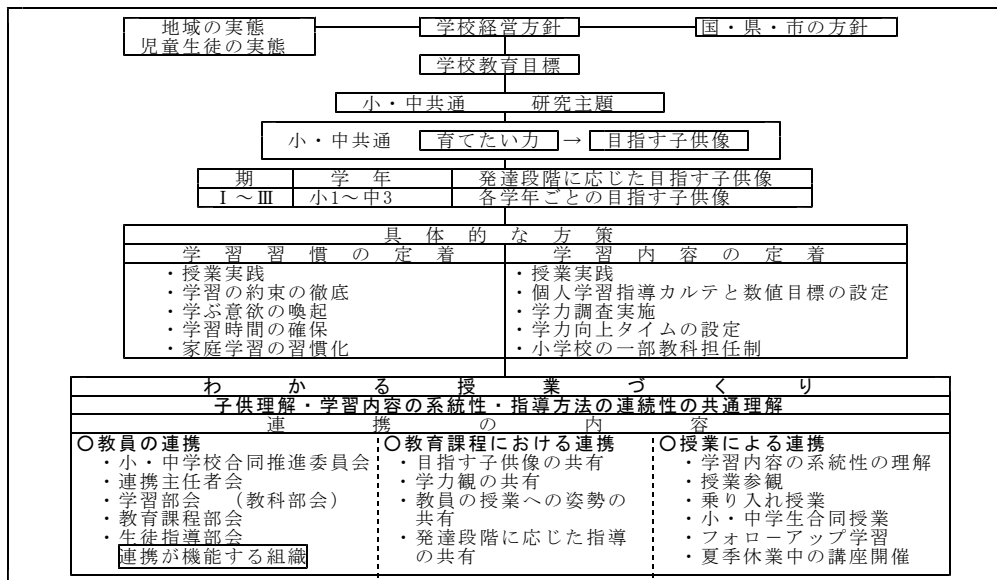 地域の実態
児童生徒の実態
学校経営方針
国・県・市の方針
学校教育目標
小・中共通 研究主題
小・中共通 育てたい力 → 目指す子供像
期 学年 発達段階に応じた目指す子供像
Ⅰ～Ⅲ 小1～中3 各学年ごとの目指す子供像
具体的な方策
学習習慣の定着
・授業実践
・学習の約束の徹底
・学ぶ意欲の喚起
・学習時間の確保
・家庭学習の習慣化
学習内容の定着
・授業実践
・個人学習指導カルテと数値目標の設定
・学力調査実施
・学力向上タイムの設定
・小学校の一部教科担任制
わかる授業づくり
子供理解・学習内容の系統性・指導方法の連続性の共通理解
連携の内容
○教員の連携
・小・中学校合同推進委員会
・連携主任者会
・学習部会 （教科部会）
・教育課程部会
・生徒指導部会
連携が機能する組織
○教育課程における連携
・目指す子供像の共有
・学力観の共有
・教員の授業への姿勢の
共有
・発達段階に応じた指導
の共有
○授業による連携
・学習内容の系統性の理解
・授業参観
・乗り入れ授業
・小・中学生合同授業
・フォローアップ学習
・夏季休業中の講座開催